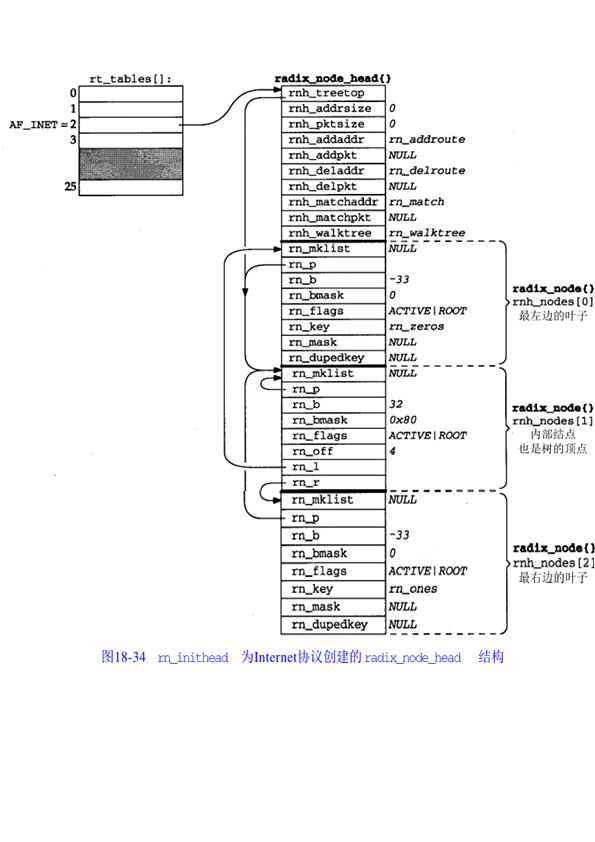 rt_tables[]:
0
1
AF_INET = 2
3
25
radix_node_head{}
rnh_treetop
rnh_addrsize 0
rnh_pktsize 0
rnh_addaddr rn_addroute
rnh_addpkt NULL
rnh_deladdr rn_delroute
rnh_delpkt NULL
rnh_matchaddr rn_match
rnh_matchpkt NULL
rnh_walktree rn_walktree
rn_mklist NULL
rn_p
rn_b -33
rn_bmask 0
rn_flags ACTIVE|ROOT
rn_key rn_zeros
rn_mask NULL
rn_dupedkey NULL
radix_node{}
rnh_nodes[0]
最左边的叶子
rn_mklist NULL
rn_p
rn_b 32
rn_bmask 0x80
rn_flags ACTIVE|ROOT
rn_off 4
rn_l
rn_r
radix_node{}
rnh_nodes[1]
内部结点
也是树的顶点
rn_mklist NULL
rn_p
rn_b -33
rn_bmask 0
rn_flags ACTIVE|ROOT
rn_key rn_ones
rn_mask NULL
rn_dupedkey NULL
radix_node{}
rnh_nodes[2]
最右边的叶子
图18-34 rn_inithead 为Internet协议创建的 radix_node_head 结构